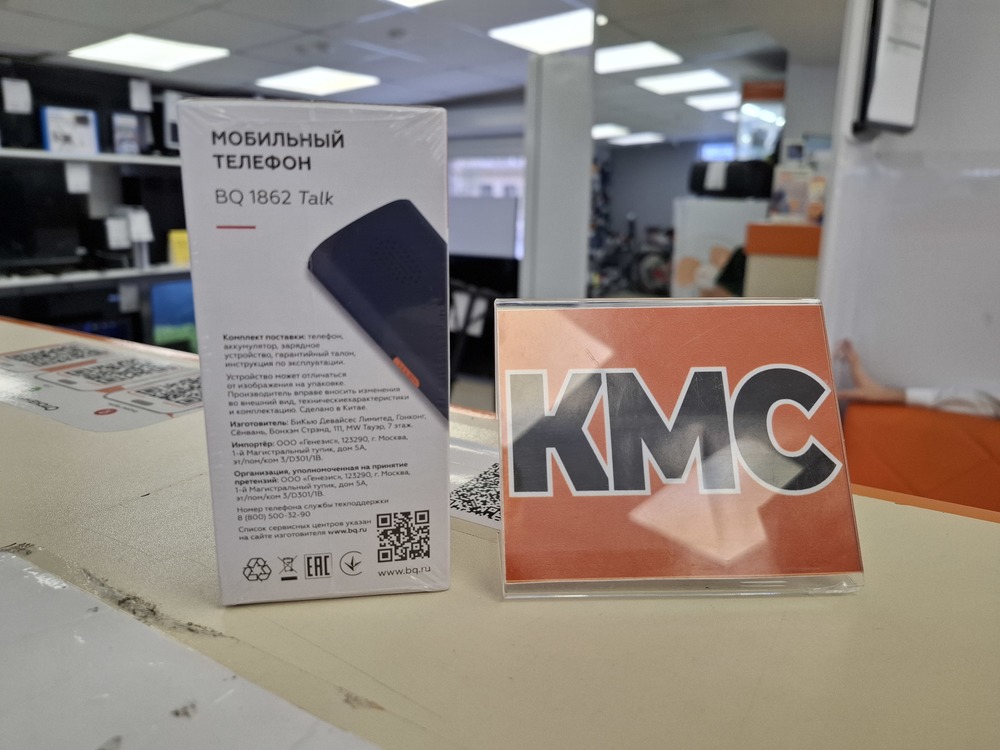 МОБИЛЬНЫЙ
ТЕЛЕФОН
BQ 1862 Talk
Комплект поставки: телефон,
аккумулятор, зарядное
устройство, гарантийный талон,
инструкция по эксплуатации.
Устройство может отличаться
от изображения на упаковке.
Производитель вправе вносить изменения
во внешний вид, технические характеристики
и комплектацию. Сделано в Китае.
Изготовитель: БиКью Девайсес Лимитед, Гонконг,
Сёнвань, Бонхэм Стрэнд, 111, MW Тауэр, 7 этаж.
Импортёр: ООО «Генезис», 123290, г. Москва,
1-й Магистральный тупик, дом 5А,
эт/пом/ком 3/D301/1В.
Организация, уполномоченная на принятие
претензий: ООО «Генезис», 123290, г. Москва,
1-й Магистральный тупик, дом 5А,
эт/пом/ком 3/D301/1В.
Номер телефона службы техподдержки
8 (800) 500-32-90
Список сервисных центров указан
на сайте изготовителя www.bq.ru
EAC
www.bq.ru
КМС